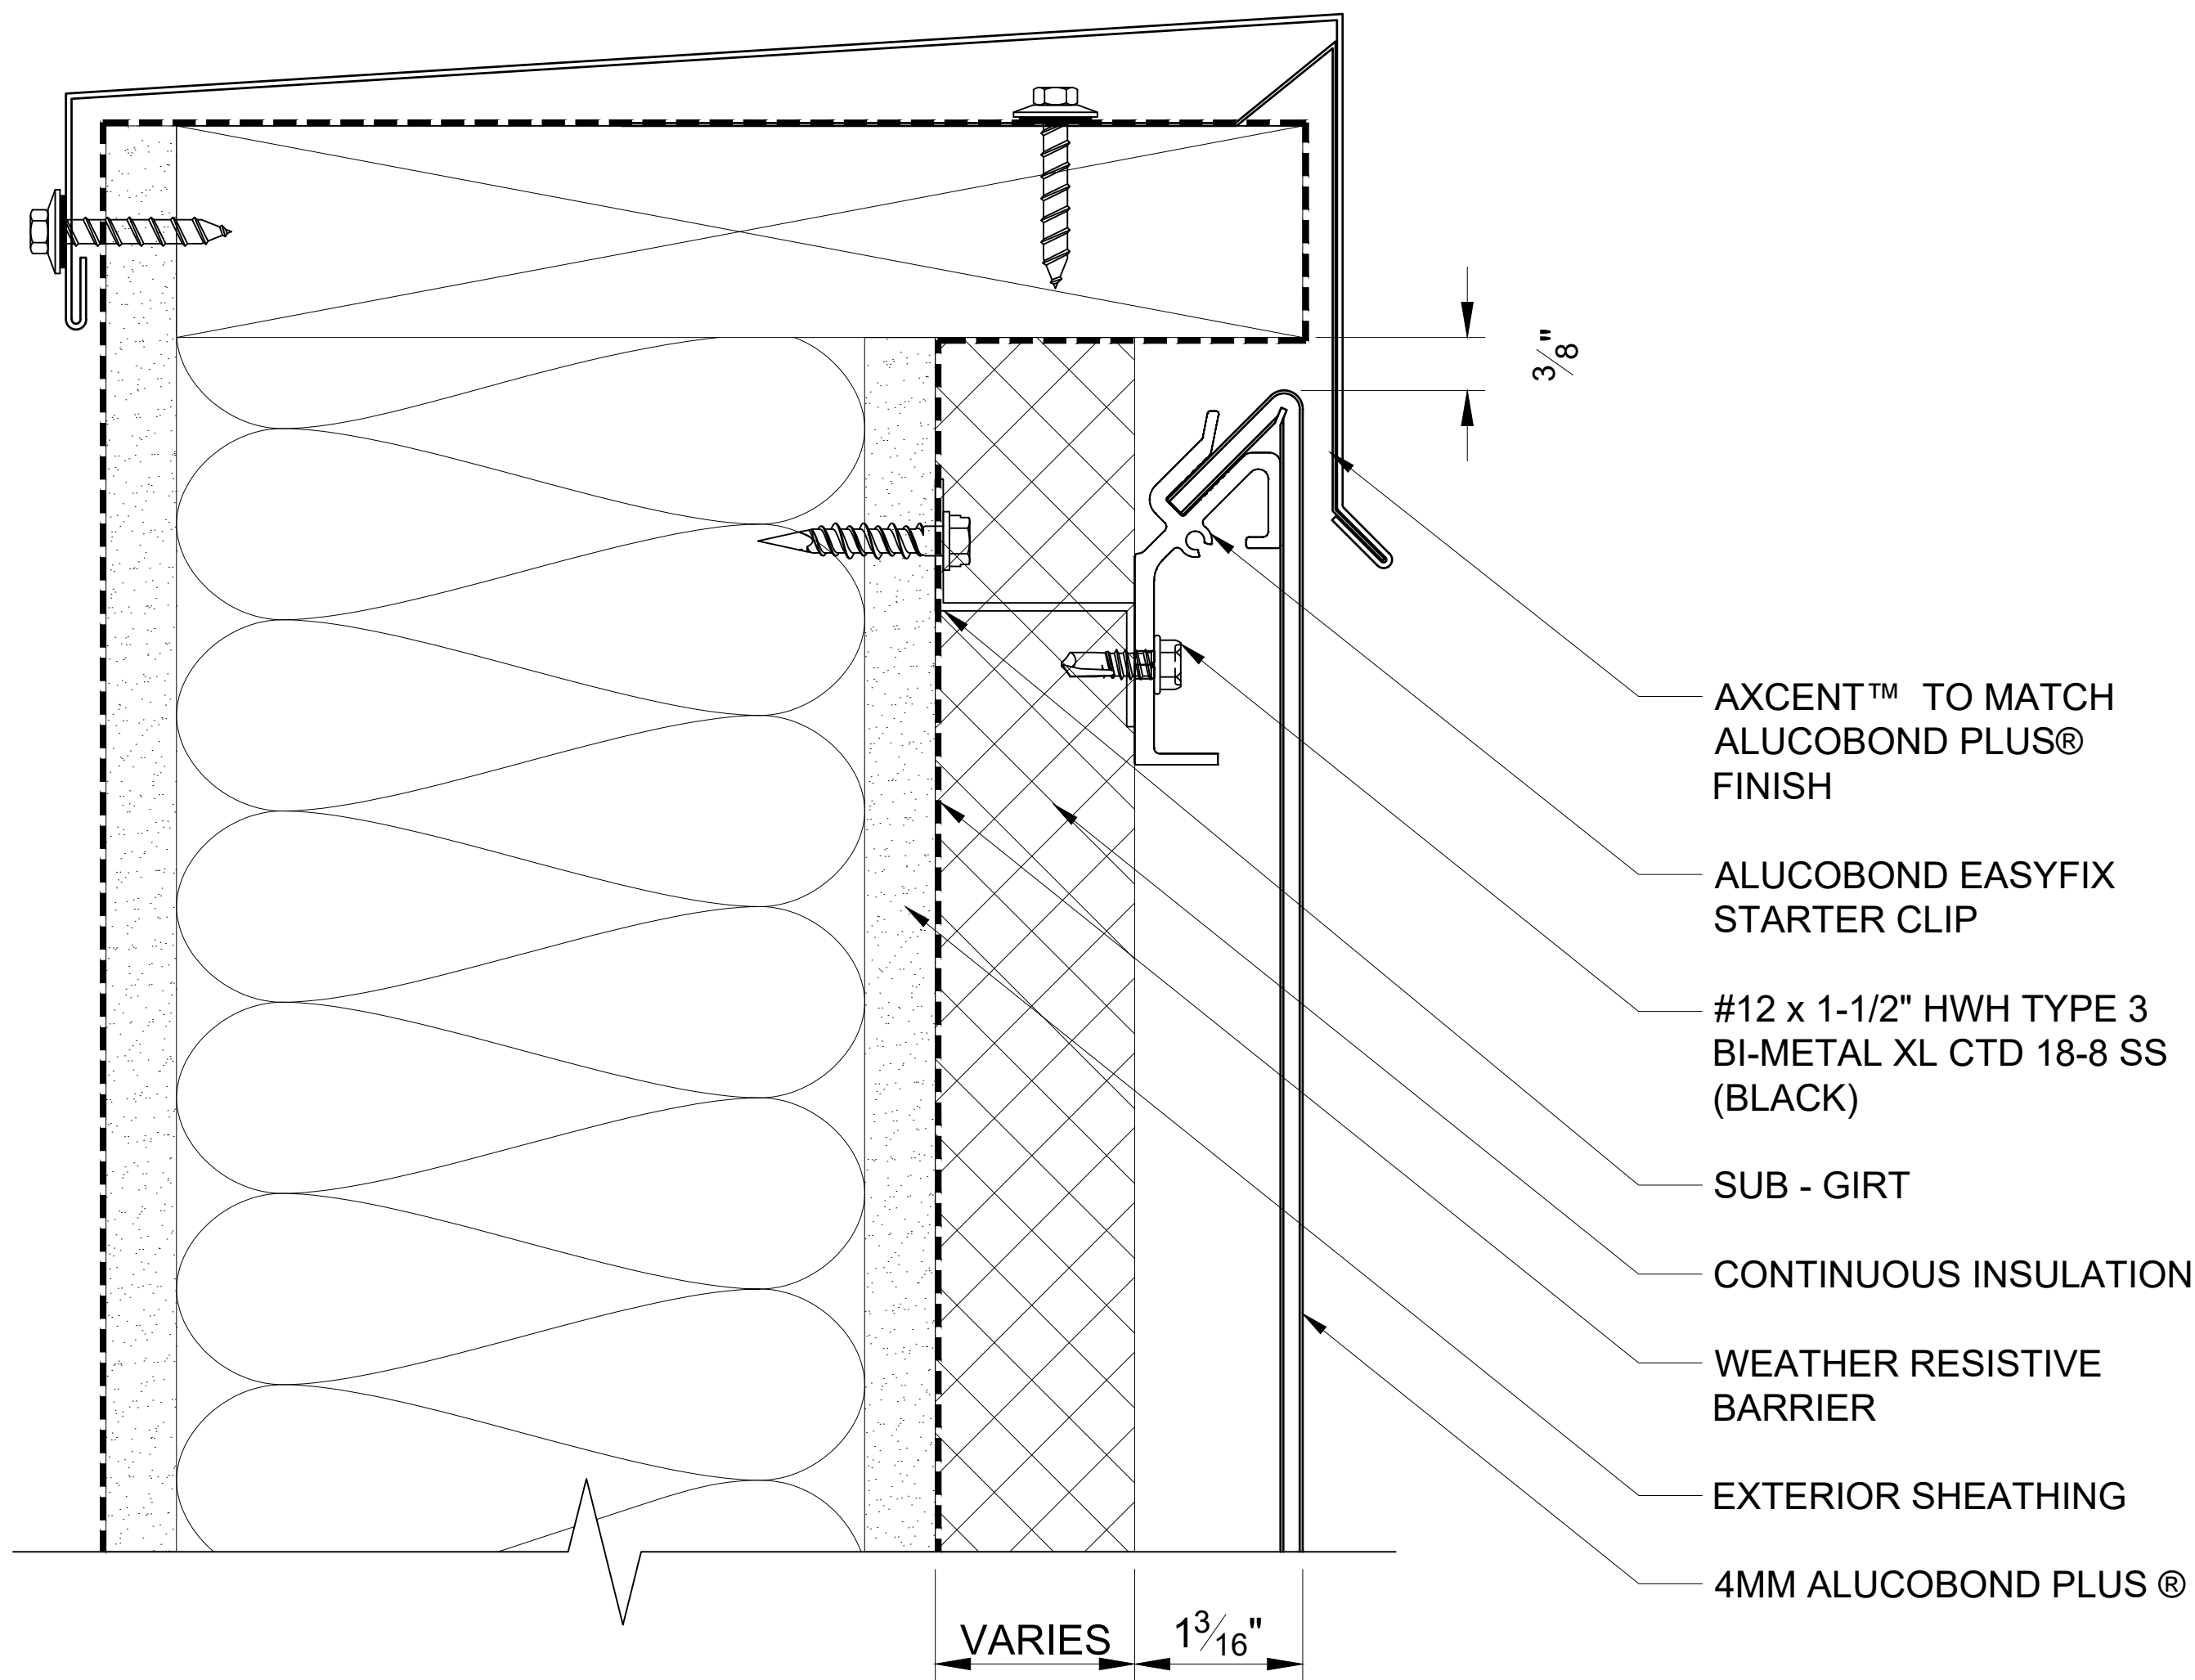 3/8"
AXCENT™ TO MATCH
ALUCOBOND PLUS®
FINISH
ALUCOBOND EASYFIX
STARTER CLIP
#12 x 1-1/2" HWH TYPE 3
BI-METAL XL CTD 18-8 SS
(BLACK)
SUB - GIRT
CONTINUOUS INSULATION
WEATHER RESISTIVE
BARRIER
EXTERIOR SHEATHING
4MM ALUCOBOND PLUS ®
VARIES
1 3/16"